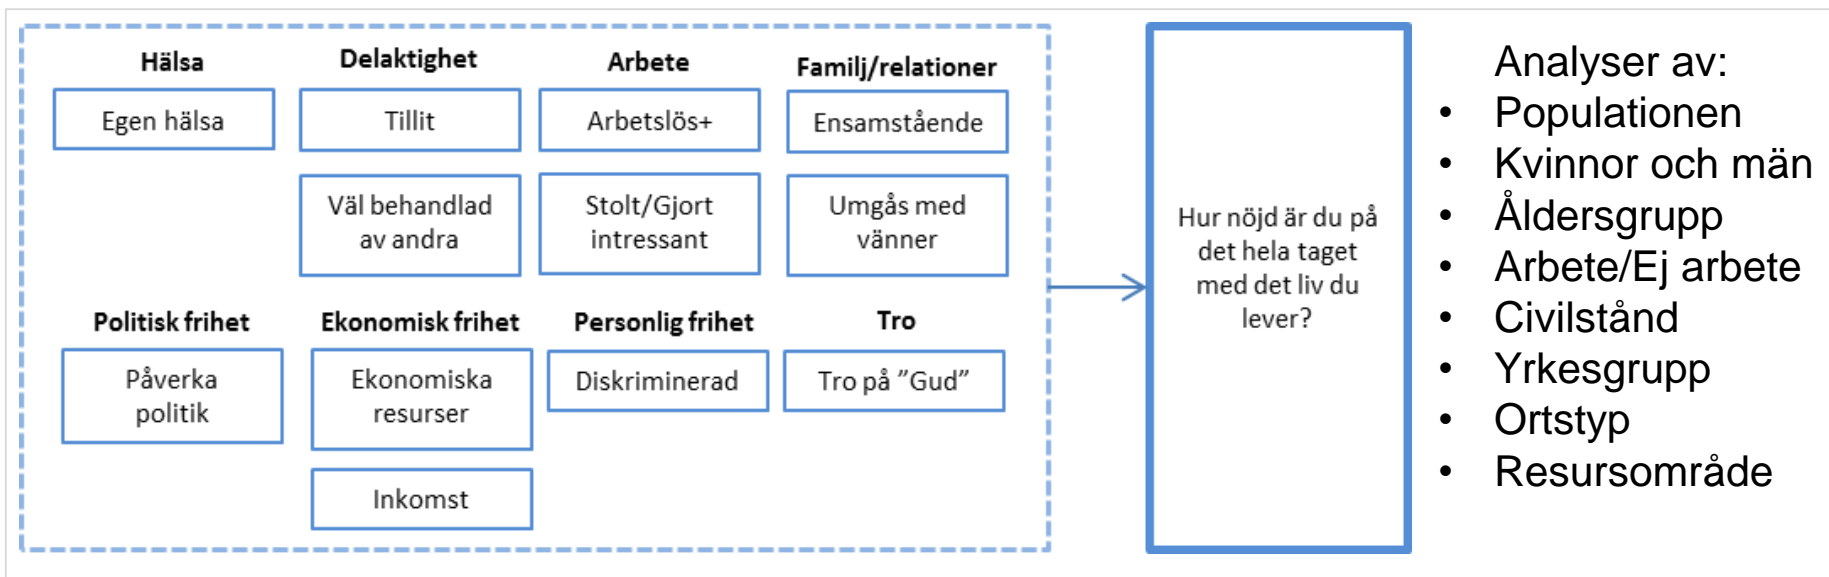 Hälsa
Egen hälsa
Delaktighet
Tillit
Väl behandlad
av andra
Arbete
Arbetslös+
Stolt/Gjort
intressant
Familj/relationer
Ensamstående
Umgås med
vänner
Politisk frihet
Påverka
politik
Ekonomisk frihet
Ekonomiska
resurser
Inkomst
Personlig frihet
Diskriminerad
Tro
Tro på ”Gud”
Hur nöjd är du på
det hela taget
med det liv du
lever?
Analyser av:
• Populationen
• Kvinnor och män
• Åldersgrupp
• Arbete/Ej arbete
• Civilstånd
• Yrkesgrupp
• Ortstyp
• Resursområde